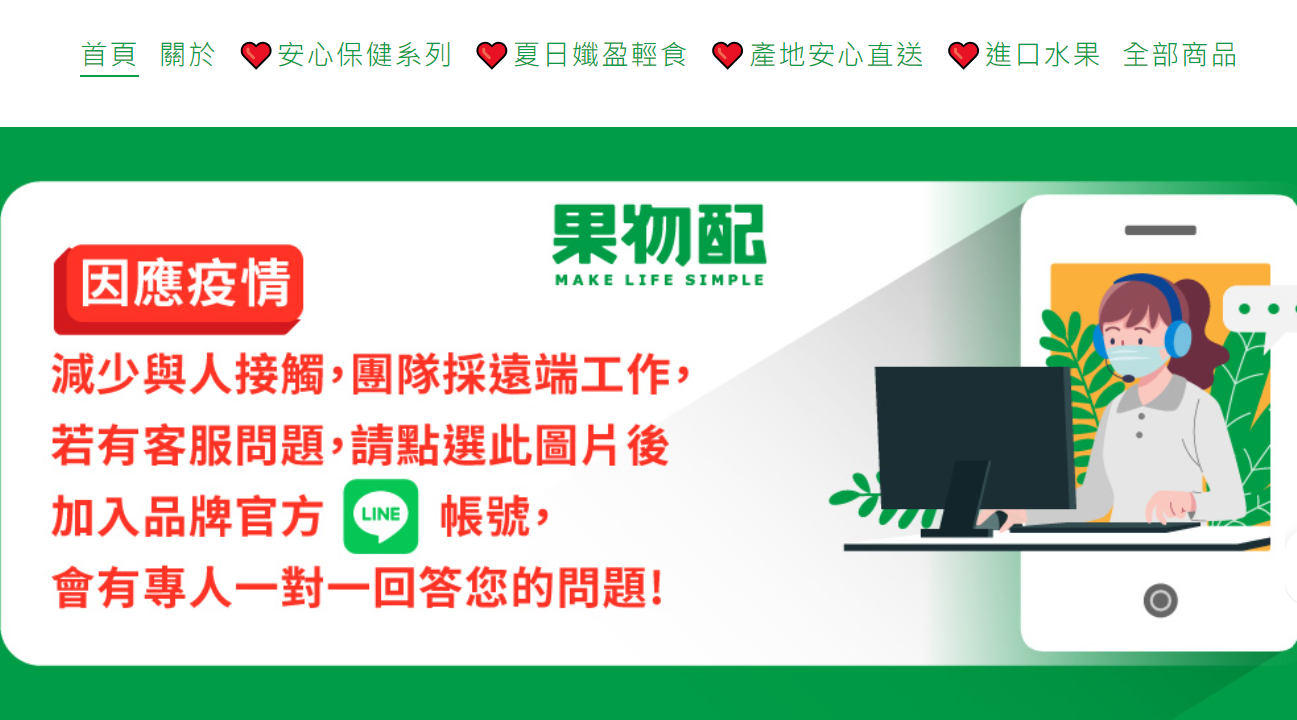 首頁 關於 ❤安心保健系列 ❤夏日孅盈輕食 ❤產地安心直送 ❤進口水果 全部商品
果物配
MAKE LIFE SIMPLE
因應疫情
減少與人接觸，團隊採遠端工作，
若有客服問題，請點選此圖片後
加入品牌官方 LINE 帳號，
會有專人一對一回答您的問題!